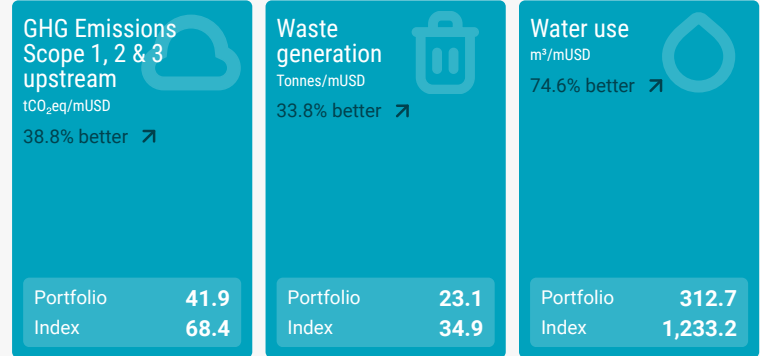 GHG Emissions
Scope 1, 2 & 3
upstream
tCO₂eq/mUSD
38.8% better
Portfolio 41.9
Index 68.4
Waste
generation
Tonnes/mUSD
33.8% better
Portfolio 23.1
Index 34.9
Water use
m³/mUSD
74.6% better
Portfolio 312.7
Index 1,233.2